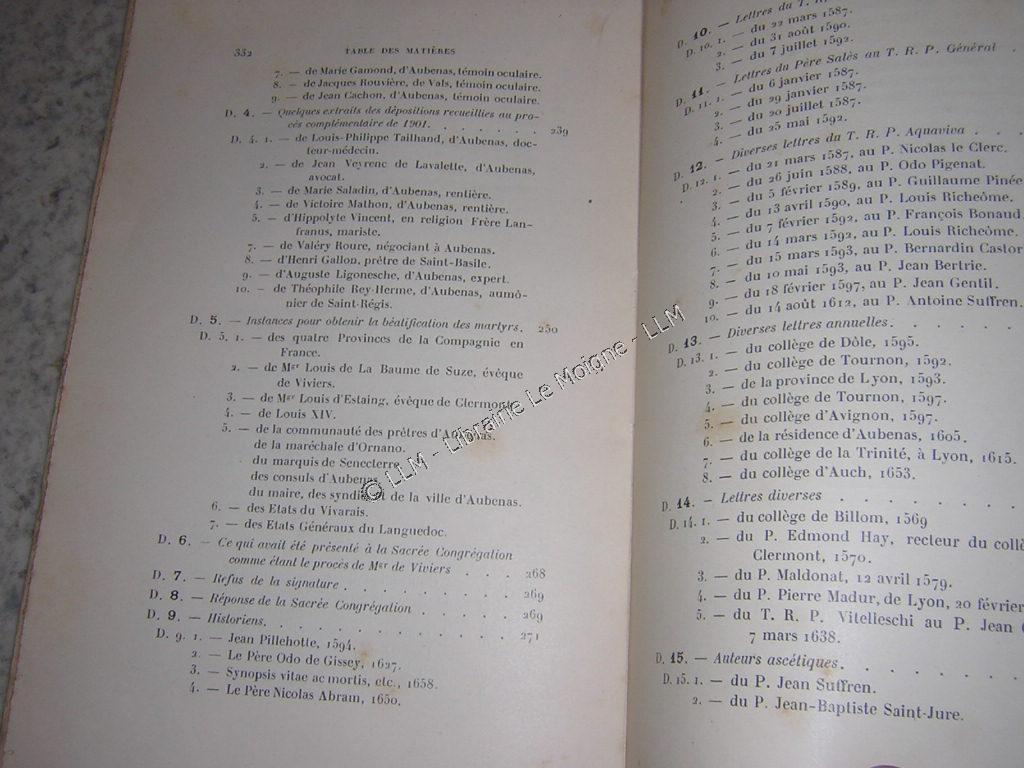 352 TABLE DES MATIÈRES
7. — de Marie Gamond, d'Aubenas, témoin oculaire.
8. — de Jacques Rouvière, de Vals, témoin oculaire.
9. — de Jean Cachon, d'Aubenas, témoin oculaire.
D. 4. — Quelques extraits des dépositions recueillies au pro-
cès complémentaire de 1901. . . . . . . 239
D. 4. 1. — de Louis-Philippe Tailhand, d'Aubenas, doc-
teur-médecin.
2. — de Jean Veyrenc de Lavalette, d'Aubenas,
avocat.
3. — de Marie Saladin, d'Aubenas, rentière.
4. — de Victoire Mathon, d'Aubenas, rentière.
5. — d'Hippolyte Vincent, en religion Frère Lan-
franus, mariste.
7. — de Valéry Roure, négociant à Aubenas.
8. — d'Henri Gallon, prêtre de Saint-Basile.
9. — d'Auguste Ligonesche, d'Aubenas, expert.
10. — de Théophile Rey-Herme, d'Aubenas, aumô-
nier de Saint-Régis.
D. 5. — Instances pour obtenir la béatification des martyrs. 250
D. 5. 1. — des quatre Provinces de la Compagnie en
France.
2. — de Mgr Louis de La Baume de Suze, évêque
de Viviers.
3. — de Mgr Louis d'Estaing, évêque de Clermont.
4. — de Louis XIV.
5. — de la communauté des prêtres d'Aubenas.
de la maréchale d'Ornano.
du marquis de Senecterre.
des consuls d'Aubenas.
du maire, des syndics de la ville d'Aubenas.
6. — des Etats du Vivarais.
7. — des Etats Généraux du Languedoc.
D. 6. — Ce qui avait été présenté à la Sacrée Congrégation
comme étant le procès de Mgr de Viviers . . . 268
D. 7. — Refus de la signature . . . . . . . 269
D. 8. — Réponse de la Sacrée Congrégation . . . . 269
D. 9. — Historiens. . . . . . . . . . 271
D. 9. 1. — Jean Pillehotte, 1594.
2. — Le Père Odo de Gissey, 1627.
3. — Synopsis vitae ac mortis, etc., 1658.
4. — Le Père Nicolas Abram, 1650.
D. 10. — Lettres du T. R.
D. 10. 1. — du 22 mars 1587.
2. — du 31 août 1590.
3. — du 7 juillet 1592.
D. 11. — Lettres du Père Salès au T. R. P. Général .
D. 11. 1. — du 6 janvier 1587.
2. — du 29 janvier 1587.
3. — du 20 juillet 1587.
4. — du 25 mai 1592.
D. 12. — Diverses lettres du T. R. P. Aquaviva . . .
D. 12. 1. — du 21 mars 1587, au P. Nicolas le Clerc.
2. — du 26 juin 1588, au P. Odo Pigenat.
3. — du 5 février 1589, au P. Guillaume Pinée
4. — du 13 avril 1590, au P. Louis Richeôme.
5. — du 7 février 1592, au P. François Bonaud
6. — du 14 mars 1592, au P. Louis Richeôme.
7. — du 15 mars 1593, au P. Bernardin Castor
8. — du 10 mai 1593, au P. Jean Bertrie.
9. — du 18 février 1597, au P. Jean Gentil.
10. — du 14 août 1612, au P. Antoine Suffren.
D. 13. — Diverses lettres annuelles. . . . . .
D. 13. 1. — du collège de Dôle, 1595.
2. — du collège de Tournon, 1592.
3. — de la province de Lyon, 1593.
4. — du collège de Tournon, 1597.
5. — du collège d'Avignon, 1597.
6. — de la résidence d'Aubenas, 1605.
7. — du collège de la Trinité, à Lyon, 1615.
8. — du collège d'Auch, 1653.
D. 14. — Lettres diverses . . . . . . . .
D. 14. 1. — du collège de Billom, 1569
2. — du P. Edmond Hay, recteur du coll
Clermont, 1570.
3. — du P. Maldonat, 12 avril 1579.
4. — du P. Pierre Madur, de Lyon, 20 février
5. — du T. R. P. Vitelleschi au P. Jean
7 mars 1638.
D. 15. — Auteurs ascétiques. . . . . . .
D. 15. 1. — du P. Jean Suffren.
2. — du P. Jean-Baptiste Saint-Jure.
© LLM - Librairie Le Moigne - LLM